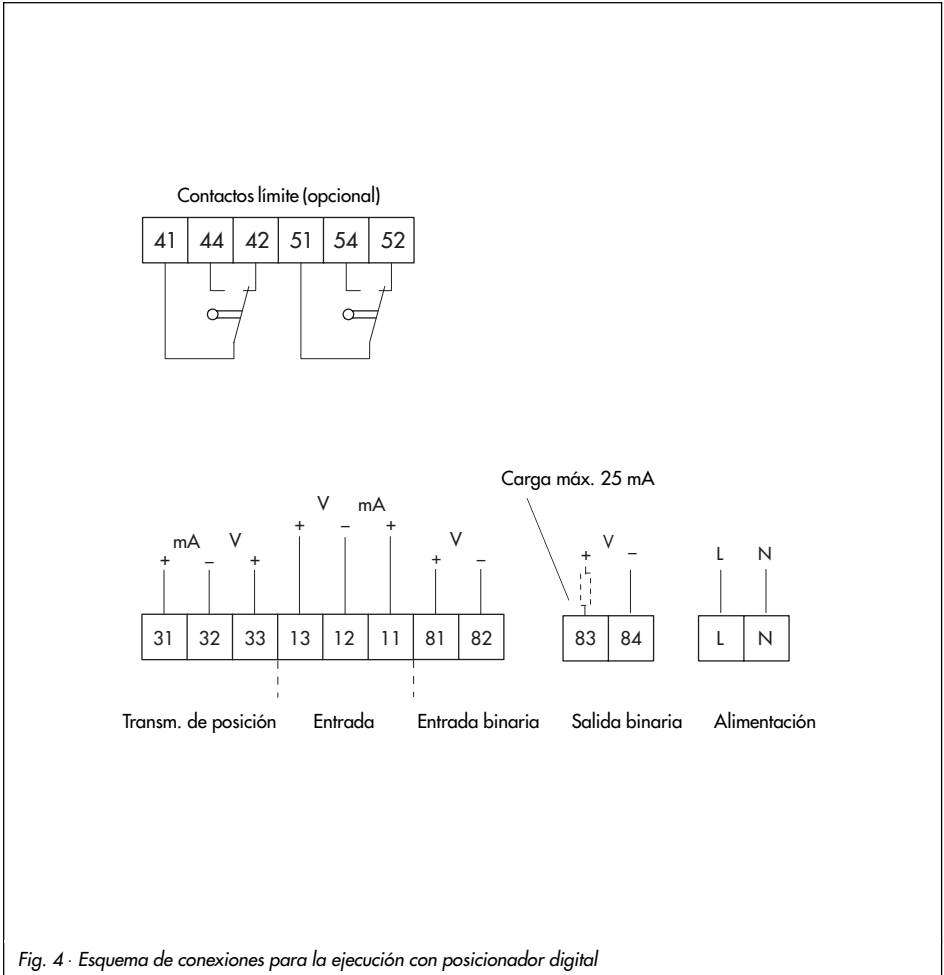 Contactos límite (opcional)
41 44 42 51 54 52
Carga máx. 25 mA
V mA
+ – +
mA V
+ – +
V
+ –
+ V –
L N
31 32 33 13 12 11 81 82 83 84 L N
Transm. de posición Entrada Entrada binaria Salida binaria Alimentación
Fig. 4 · Esquema de conexiones para la ejecución con posicionador digital